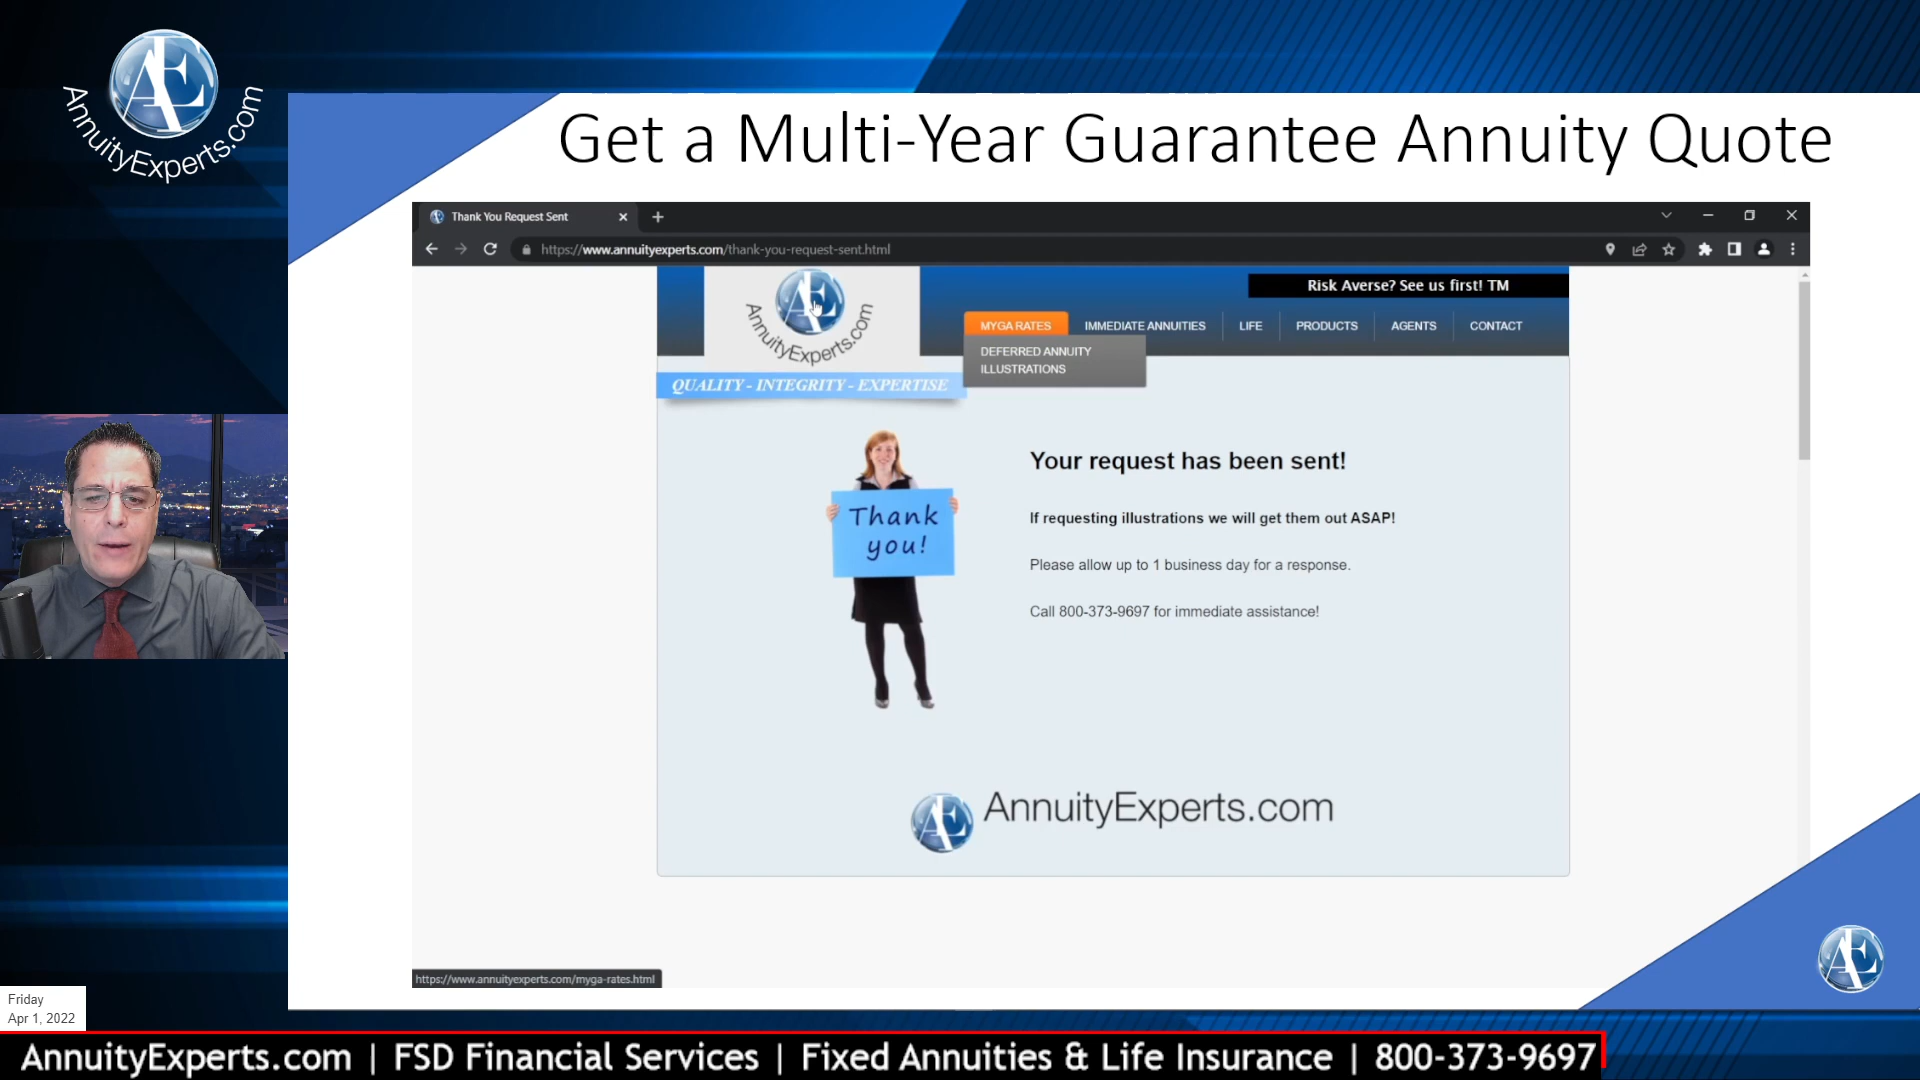 AE
AnnuityExperts.com
Get a Multi-Year Guarantee Annuity Quote
Thank You Request Sent
https://www.annuityexperts.com/thank-you-request-sent.html
AE
AnnuityExperts.com
Risk Averse? See us first! TM
MYGA RATES
IMMEDIATE ANNUITIES
LIFE
PRODUCTS
AGENTS
CONTACT
DEFERRED ANNUITY
ILLUSTRATIONS
QUALITY - INTEGRITY - EXPERTISE
Thank
you!
Your request has been sent!
If requesting illustrations we will get them out ASAP!
Please allow up to 1 business day for a response.
Call 800-373-9697 for immediate assistance!
AE AnnuityExperts.com
https://www.annuityexperts.com/myga-rates.html
AE
Friday
Apr 1, 2022
AnnuityExperts.com | FSD Financial Services | Fixed Annuities & Life Insurance | 800-373-9697